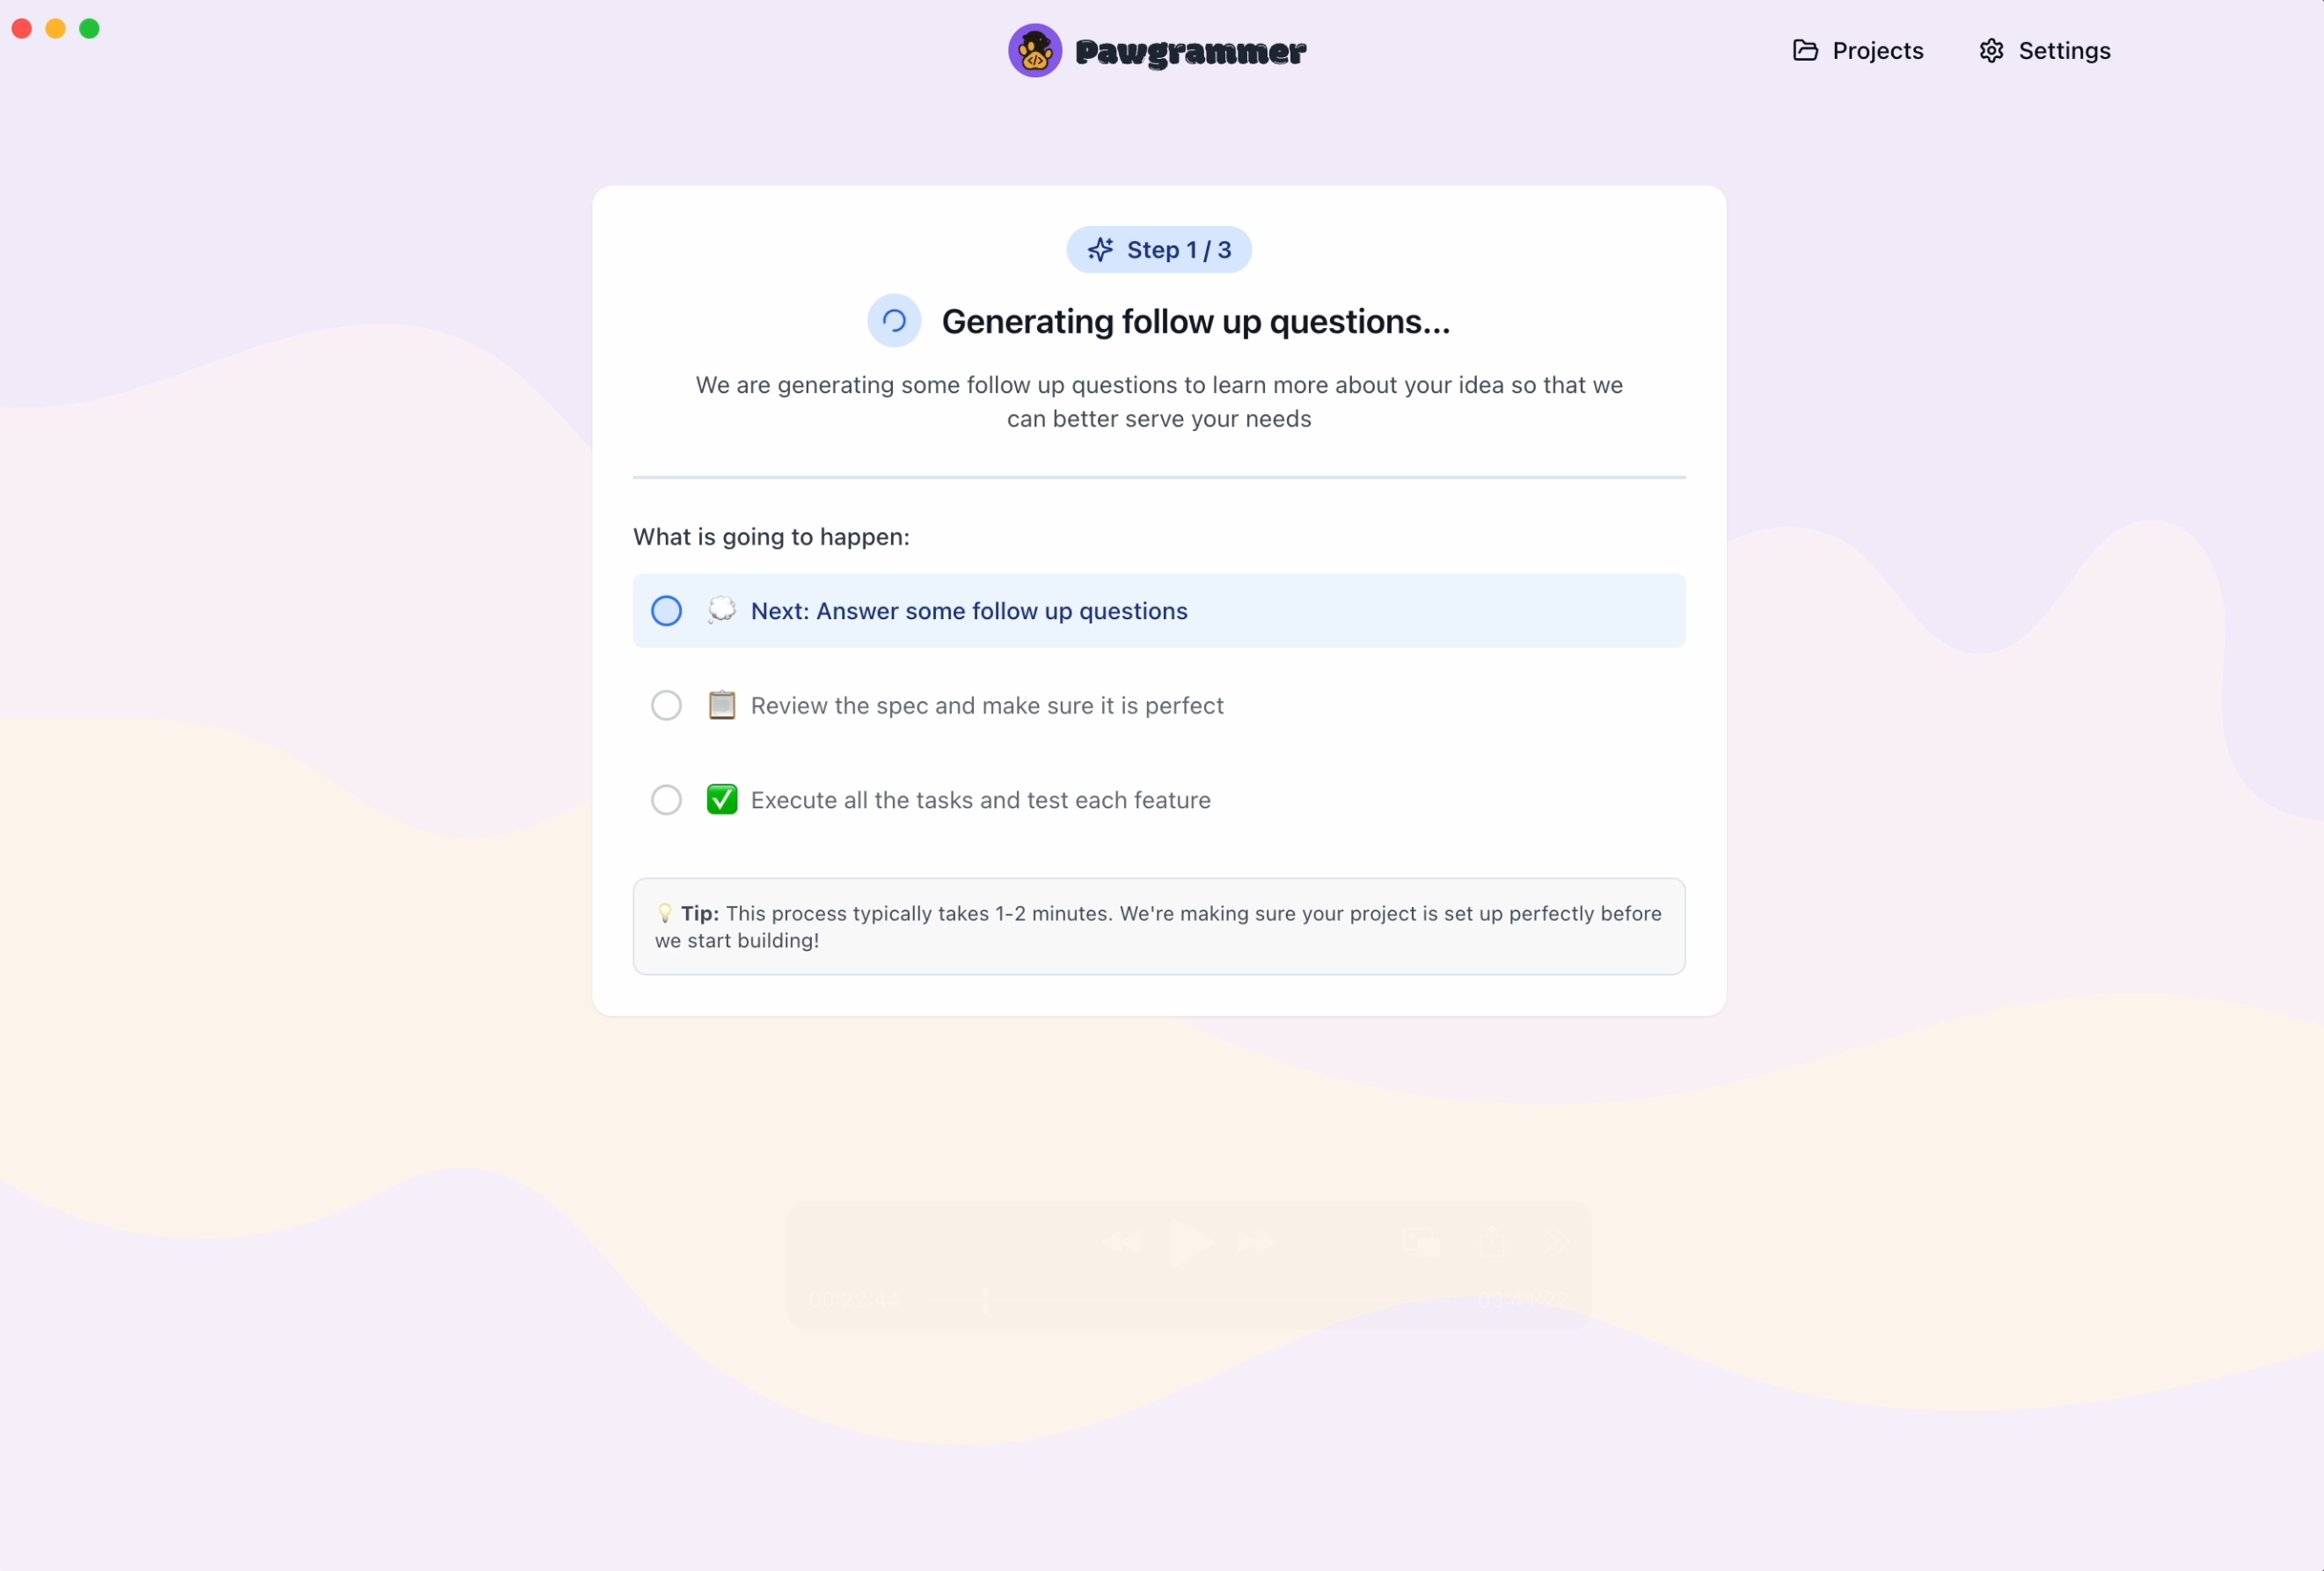 Pawgrammer
Projects
Settings
Step 1 / 3
Generating follow up questions...
We are generating some follow up questions to learn more about your idea so that we
can better serve your needs
What is going to happen:
💭 Next: Answer some follow up questions
📋 Review the spec and make sure it is perfect
✅ Execute all the tasks and test each feature
💡 Tip: This process typically takes 1-2 minutes. We're making sure your project is set up perfectly before
we start building!